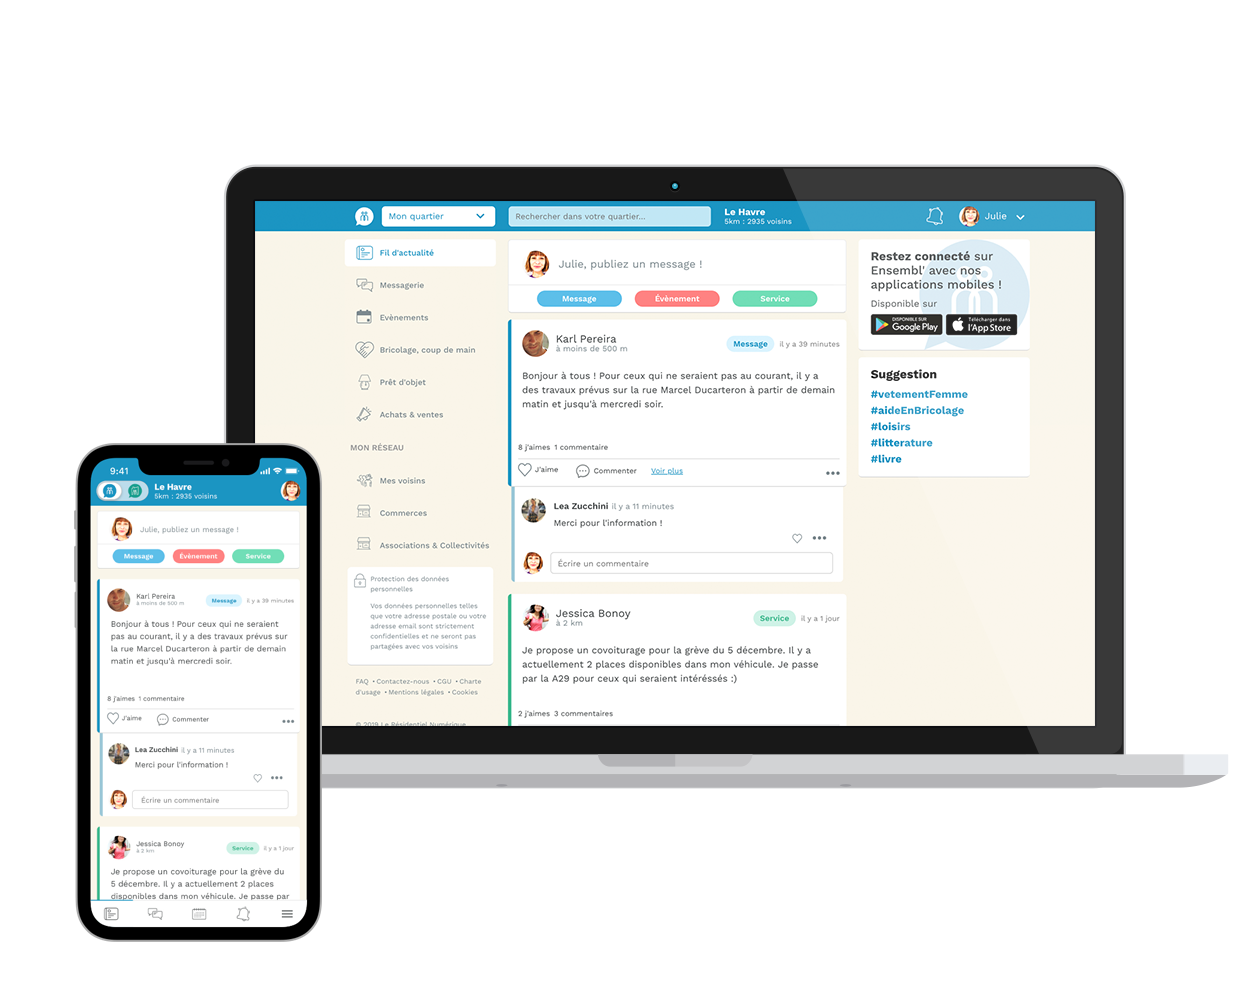 Mon quartier
Rechercher dans votre quartier...
Le Havre
5km : 2935 voisins
Julie
Fil d'actualité
Messagerie
Evènements
Bricolage, coup de main
Prêt d'objet
Achats & ventes
MON RÉSEAU
Mes voisins
Commerces
Associations & Collectivités
Protection des données
personnelles
Vos données personnelles telles
que votre adresse postale ou votre
adresse email sont strictement
confidentielles et ne seront pas
partagées avec vos voisins
FAQ • Contactez-nous • CGU • Charte
d'usage • Mentions légales • Cookies
© 2019 Le Résidentiel Numérique
Julie, publiez un message !
Message
Évènement
Service
Karl Pereira
à moins de 500 m
Message
il y a 39 minutes
Bonjour à tous ! Pour ceux qui ne seraient pas au courant, il y a
des travaux prévus sur la rue Marcel Ducarteron à partir de demain
matin et jusqu'à mercredi soir.
8 j'aimes 1 commentaire
J'aime
Commenter
Voir plus
Lea Zucchini il y a 11 minutes
Merci pour l'information !
Écrire un commentaire
Jessica Bonoy
à 2 km
Service
il y a 1 jour
Je propose un covoiturage pour la grève du 5 décembre. Il y a
actuellement 2 places disponibles dans mon véhicule. Je passe
par la A29 pour ceux qui seraient intéréssés :)
2 j'aimes 3 commentaires
Restez connecté sur
Ensembl' avec nos
applications mobiles !
Disponible sur
DISPONIBLE SUR
Google Play
Télécharger dans
l'App Store
Suggestion
#vetementFemme
#aideEnBricolage
#loisirs
#litterature
#livre
9:41
Le Havre
5km : 2935 voisins
Julie, publiez un message !
Message
Évènement
Service
Karl Pereira
à moins de 500 m
Message
il y a 39 minutes
Bonjour à tous ! Pour ceux qui ne seraient
pas au courant, il y a des travaux prévus sur
la rue Marcel Ducarteron à partir de demain
matin et jusqu'à mercredi soir.
8 j'aimes 1 commentaire
J'aime
Commenter
Lea Zucchini il y a 11 minutes
Merci pour l'information !
Écrire un commentaire
Jessica Bonoy
à 2 km
Service
il y a 1 jour
Je propose un covoiturage pour la grève du
5 décembre. Il y a actuellement 2 places
disponibles dans mon véhicule. Je passe par